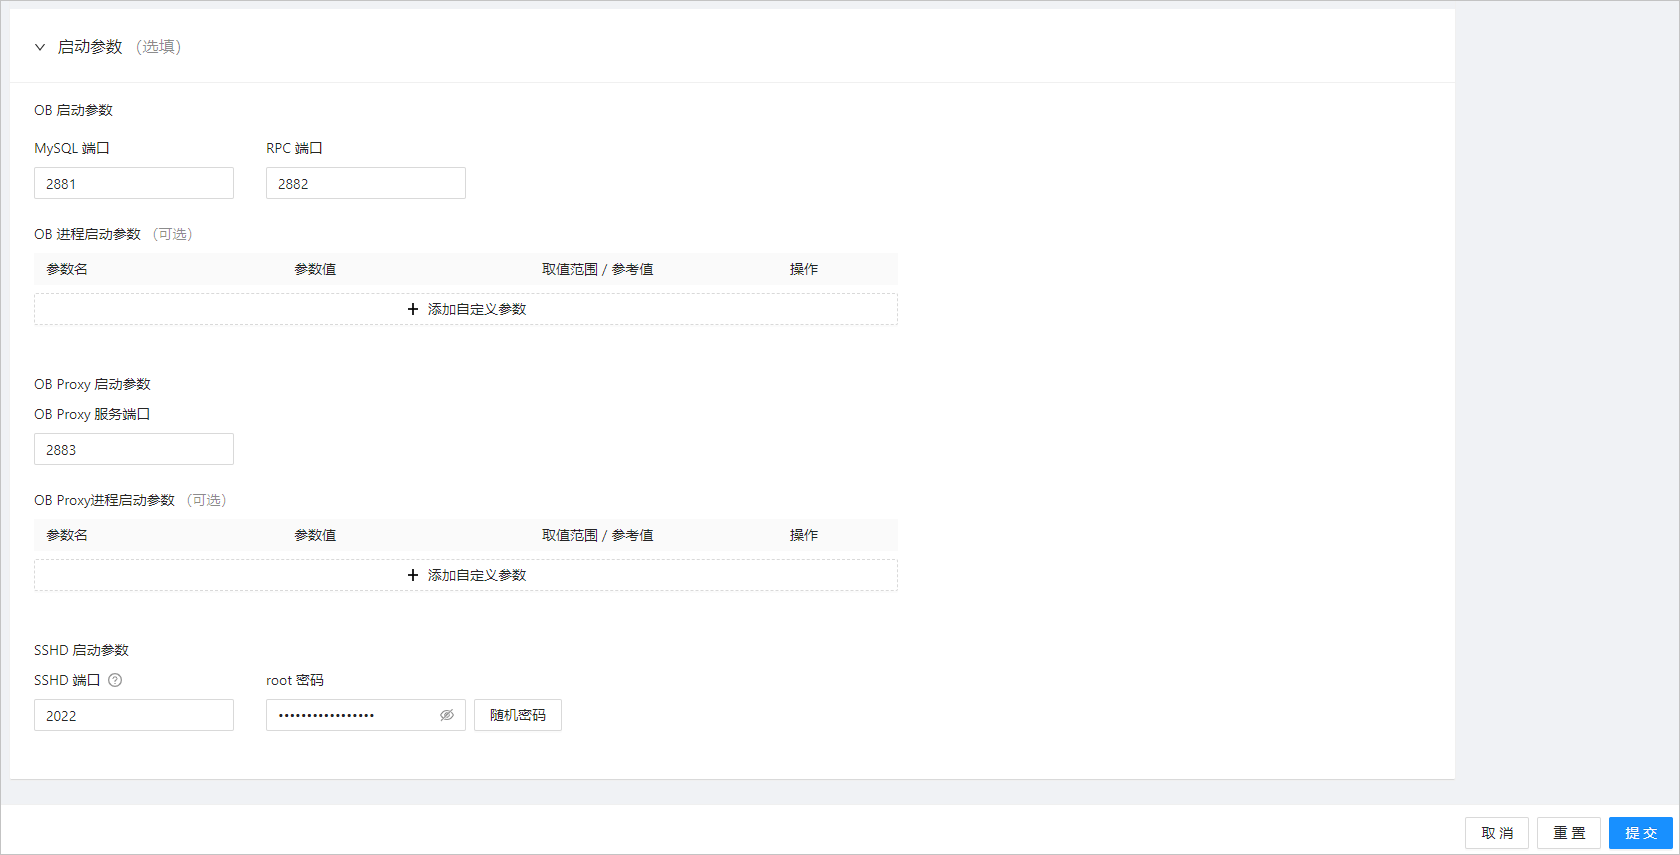 启动参数 (选填)
OB 启动参数
MySQL 端口 RPC 端口
2881 2882
OB 进程启动参数 (可选)
参数名 参数值 取值范围 / 参考值 操作
+ 添加自定义参数
OB Proxy 启动参数
OB Proxy 服务端口
2883
OB Proxy进程启动参数 (可选)
参数名 参数值 取值范围 / 参考值 操作
+ 添加自定义参数
SSHD 启动参数
SSHD 端口 ? root 密码
2022 ••••••••••••••••• 随机密码
取 消 重 置 提 交